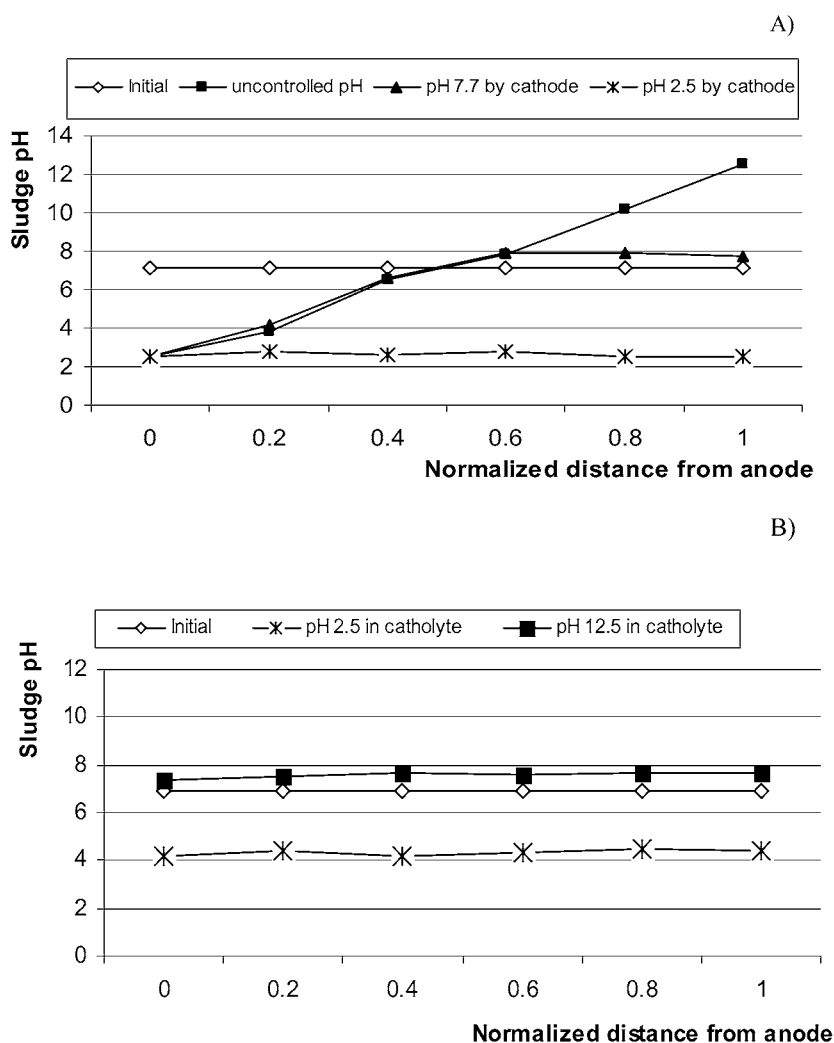 A)
Initial uncontrolled pH pH 7.7 by cathode pH 2.5 by cathode
Sludge pH
14
12
10
8
6
4
2
0
0 0.2 0.4 0.6 0.8 1
Normalized distance from anode
B)
Initial pH 2.5 in catholyte pH 12.5 in catholyte
Sludge pH
12
10
8
6
4
2
0
0 0.2 0.4 0.6 0.8 1
Normalized distance from anode